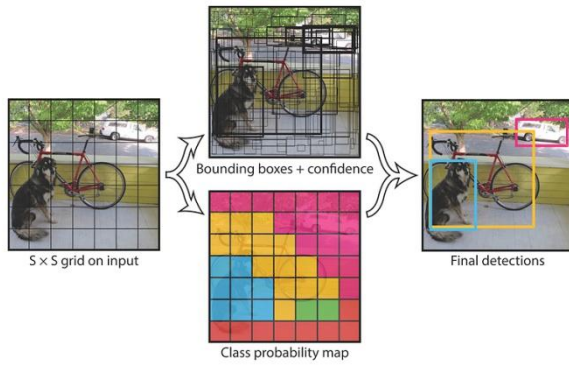 Bounding boxes + confidence
S × S grid on input
Final detections
Class probability map